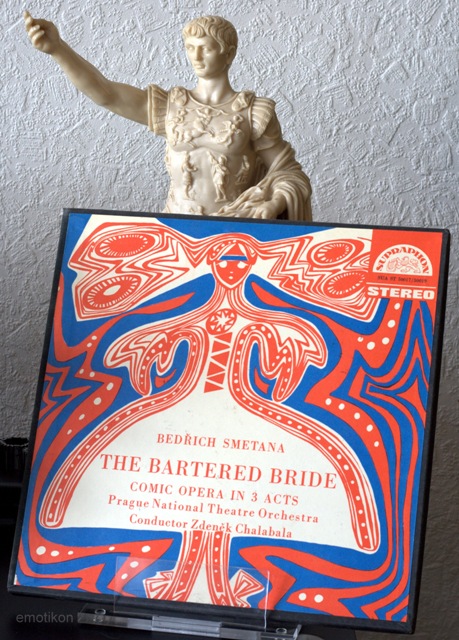 SUPRAPHON
STEREO
BEDŘICH SMETANA
THE BARTERED BRIDE
COMIC OPERA IN 3 ACTS
Prague National Theatre Orchestra
Conductor Zdeněk Chalabala
emotikon